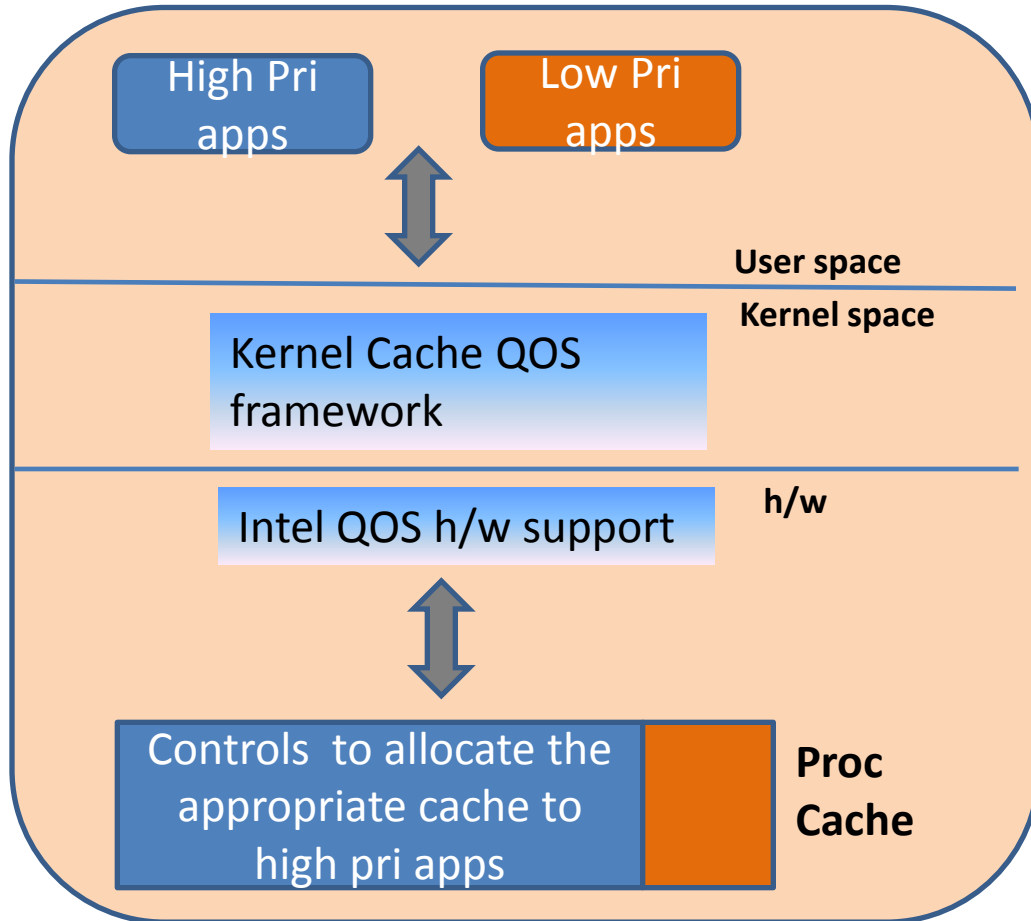 High Pri
apps
Low Pri
apps
User space
Kernel space
Kernel Cache QOS
framework
h/w
Intel QOS h/w support
Controls to allocate the
appropriate cache to
high pri apps
Proc
Cache